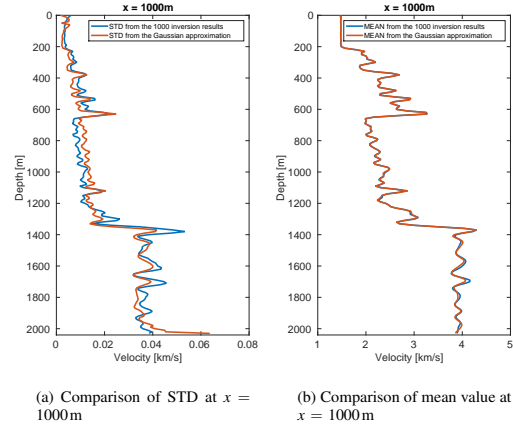 x = 1000m
STD from the 1000 inversion results
STD from the Gaussian approximation
0
200
400
600
800
1000
1200
1400
1600
1800
2000
Depth [m]
0
0.02
0.04
0.06
0.08
Velocity [km/s]
x = 1000m
MEAN from the 1000 inversion results
MEAN from the Gaussian approximation
0
200
400
600
800
1000
1200
1400
1600
1800
2000
Depth [m]
1
2
3
4
5
Velocity [km/s]
(a) Comparison of STD at x =
1000m
(b) Comparison of mean value at
x = 1000m